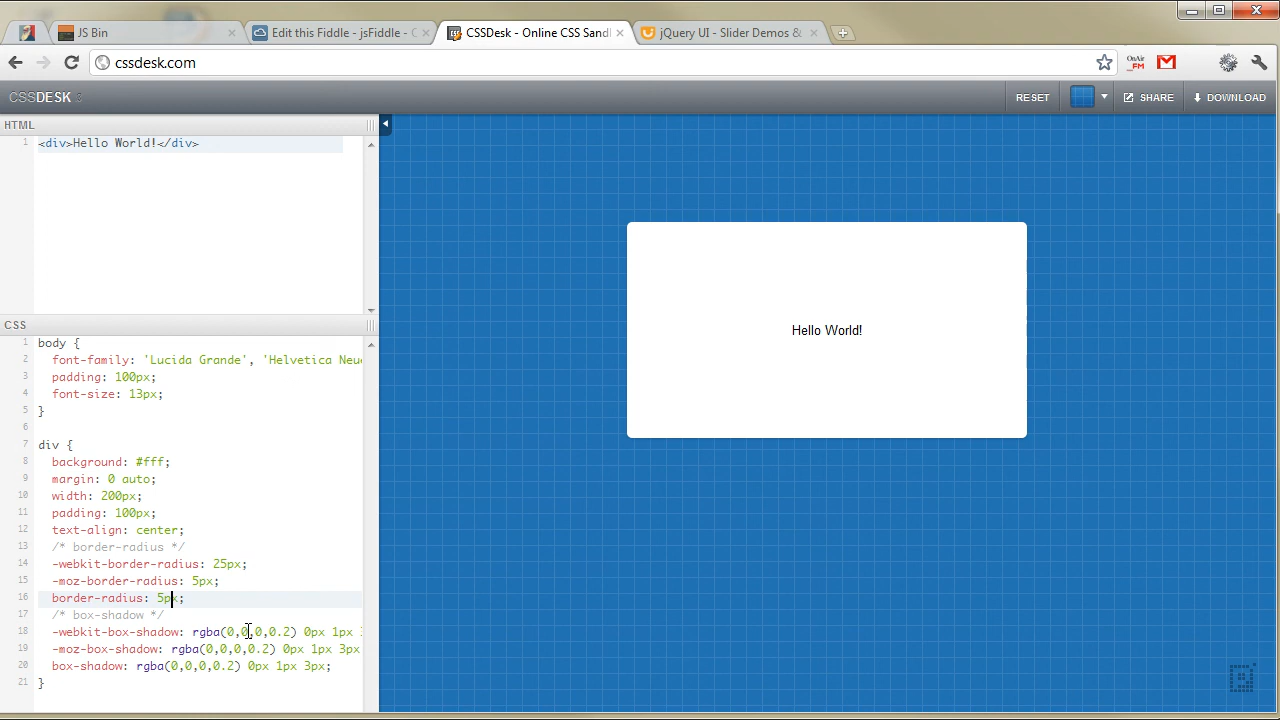 JS Bin
Edit this Fiddle - jsFiddle - C
CSSDesk - Online CSS Sandl
jQuery UI - Slider Demos &
cssdesk.com
OnAir FM
CSSDESK 2
RESET
SHARE
DOWNLOAD
HTML
1 <div>Hello World!</div>
Hello World!
CSS
1 body {
2 font-family: 'Lucida Grande', 'Helvetica Neue
3 padding: 100px;
4 font-size: 13px;
5 }
6
7 div {
8 background: #fff;
9 margin: 0 auto;
10 width: 200px;
11 padding: 100px;
12 text-align: center;
13 /* border-radius */
14 -webkit-border-radius: 25px;
15 -moz-border-radius: 5px;
16 border-radius: 5px;
17 /* box-shadow */
18 -webkit-box-shadow: rgba(0,0,0,0.2) 0px 1px
19 -moz-box-shadow: rgba(0,0,0,0.2) 0px 1px 3px
20 box-shadow: rgba(0,0,0,0.2) 0px 1px 3px;
21 }